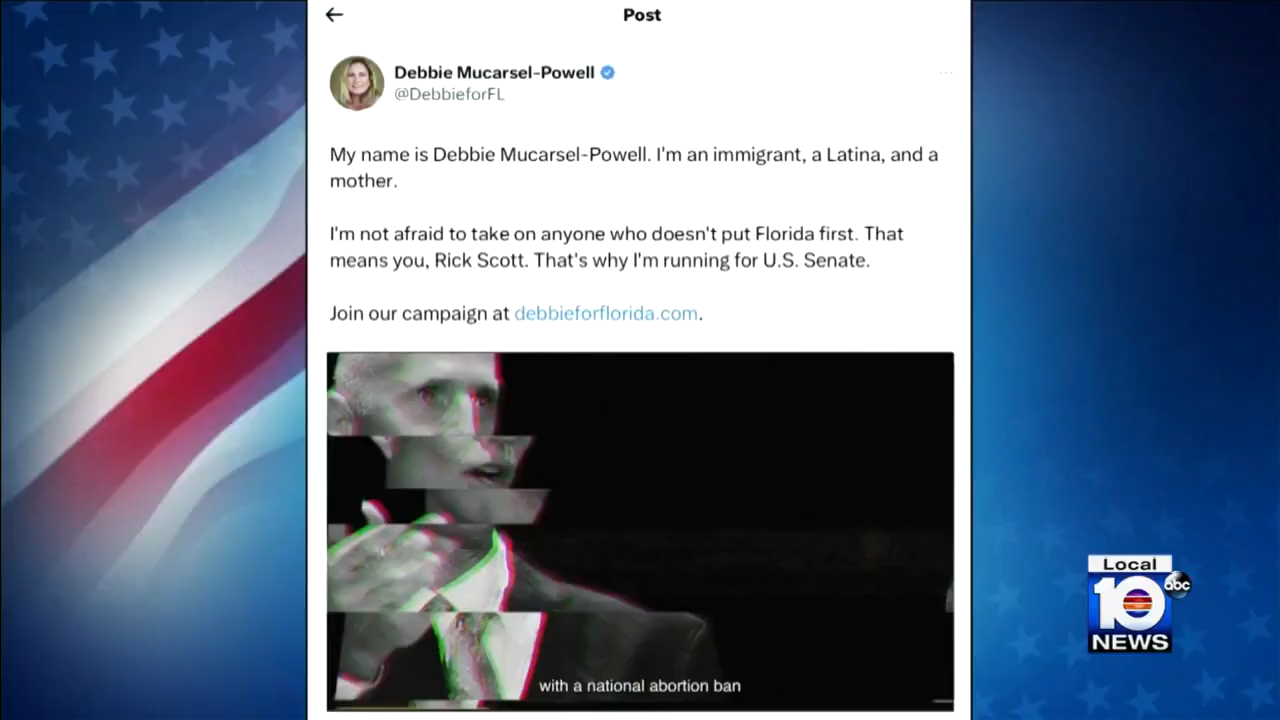 Post
Debbie Mucarsel-Powell
@DebbieforFL
My name is Debbie Mucarsel-Powell. I'm an immigrant, a Latina, and a
mother.
I'm not afraid to take on anyone who doesn't put Florida first. That
means you, Rick Scott. That's why I'm running for U.S. Senate.
Join our campaign at debbieforflorida.com.
with a national abortion ban
Local
10
abc
NEWS